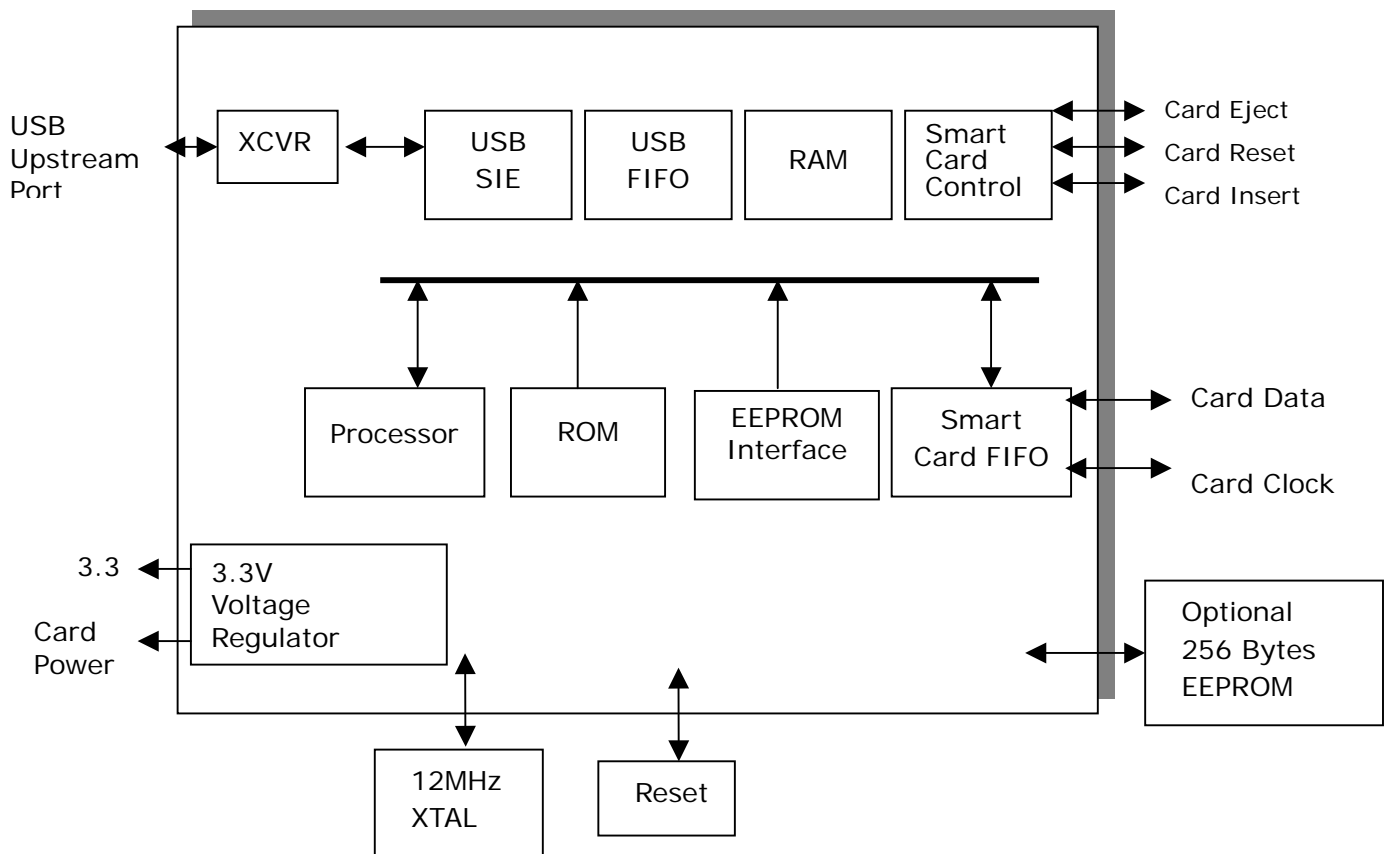 USB
Upstream
Port
XCVR
USB
SIE
USB
FIFO
RAM
Smart
Card
Control
Card Eject
Card Reset
Card Insert
Processor
ROM
EEPROM
Interface
Smart
Card FIFO
Card Data
Card Clock
3.3
Card
Power
3.3V
Voltage
Regulator
Optional
256 Bytes
EEPROM
12MHz
XTAL
Reset